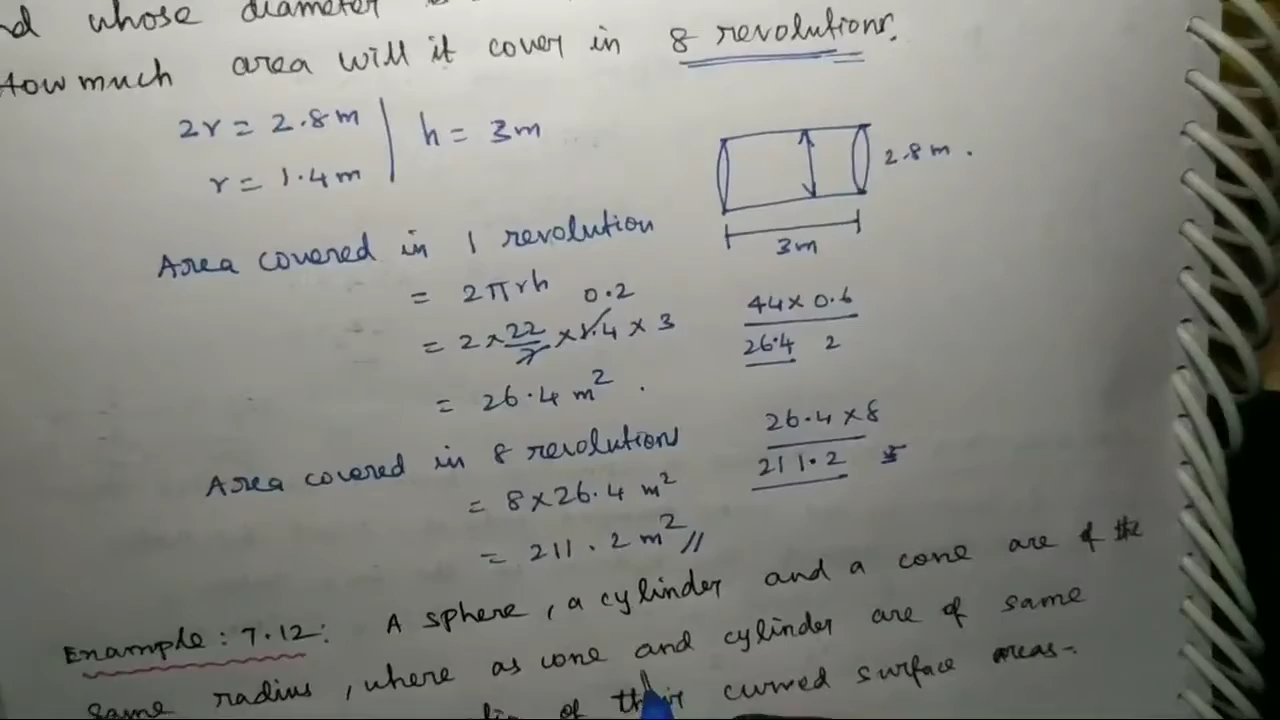 whose diameter
How much area will it cover in 8 revolutions.
2r = 2.8m | h = 3m
r = 1.4m
2.8m.
3m
Area covered in 1 revolution
= 2πrh
0.2
= 2 × 22/7 × 1.4 × 3
= 26.4 m².
44 × 0.6
26.4 2
Area covered in 8 revolutions
= 8 × 26.4 m²
= 211.2 m² //
26.4 × 8
211.2
Example: 7.12: A sphere, a cylinder and a cone are of the
same radius, where as cone and cylinder are of same
of their curved surface areas.